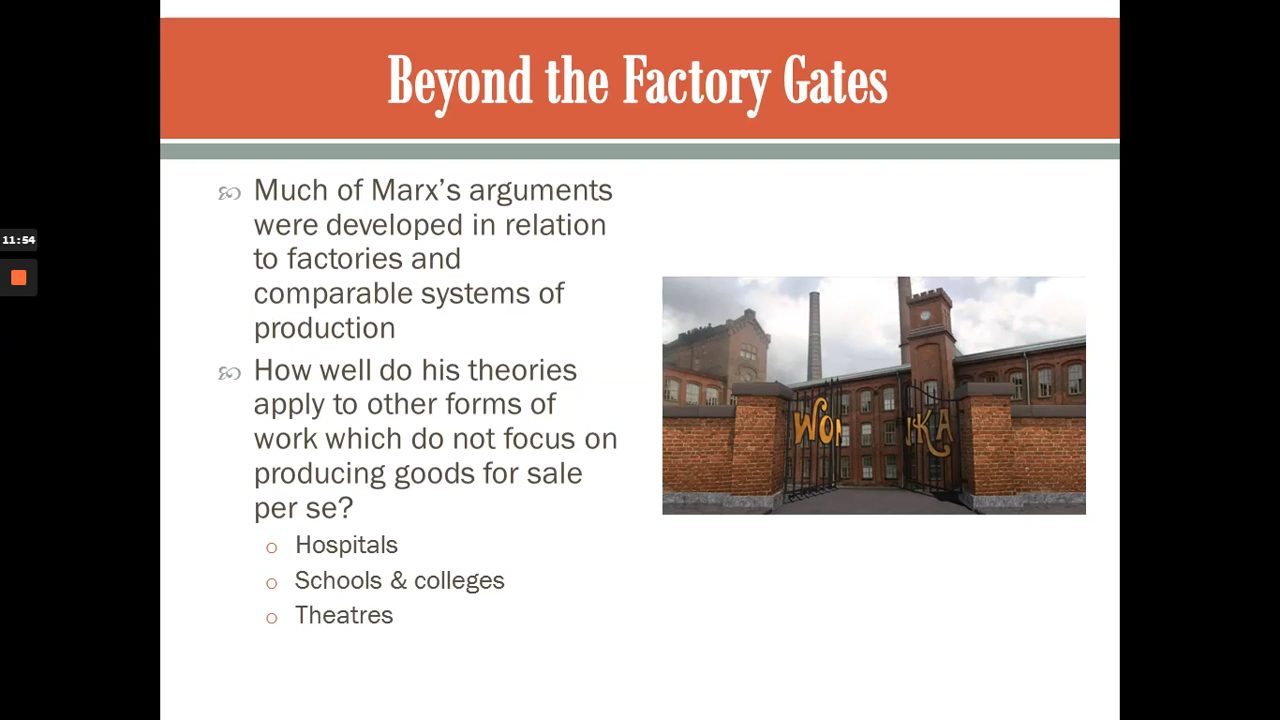 Beyond the Factory Gates
Much of Marx’s arguments
were developed in relation
to factories and
comparable systems of
production
How well do his theories
apply to other forms of
work which do not focus on
producing goods for sale
per se?
Hospitals
Schools & colleges
Theatres
11:54
WO NKA